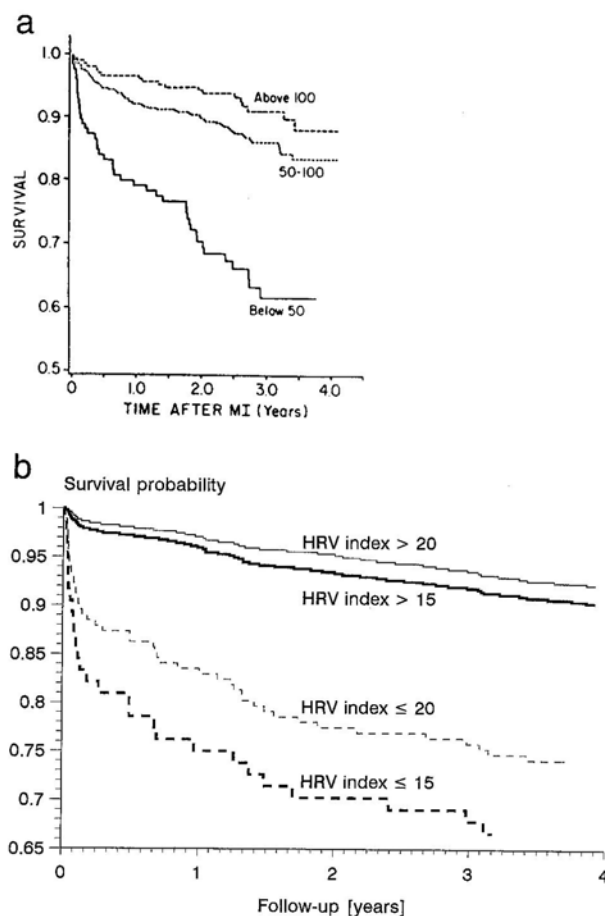 a
1.0
0.9
0.8
0.7
0.6
0.5
SURVIVAL
Above 100
50-100
Below 50
0 1.0 2.0 3.0 4.0
TIME AFTER MI (Years)
b
Survival probability
1
0.95
0.9
0.85
0.8
0.75
0.7
0.65
HRV index > 20
HRV index > 15
HRV index ≤ 20
HRV index ≤ 15
0 1 2 3 4
Follow-up [years]